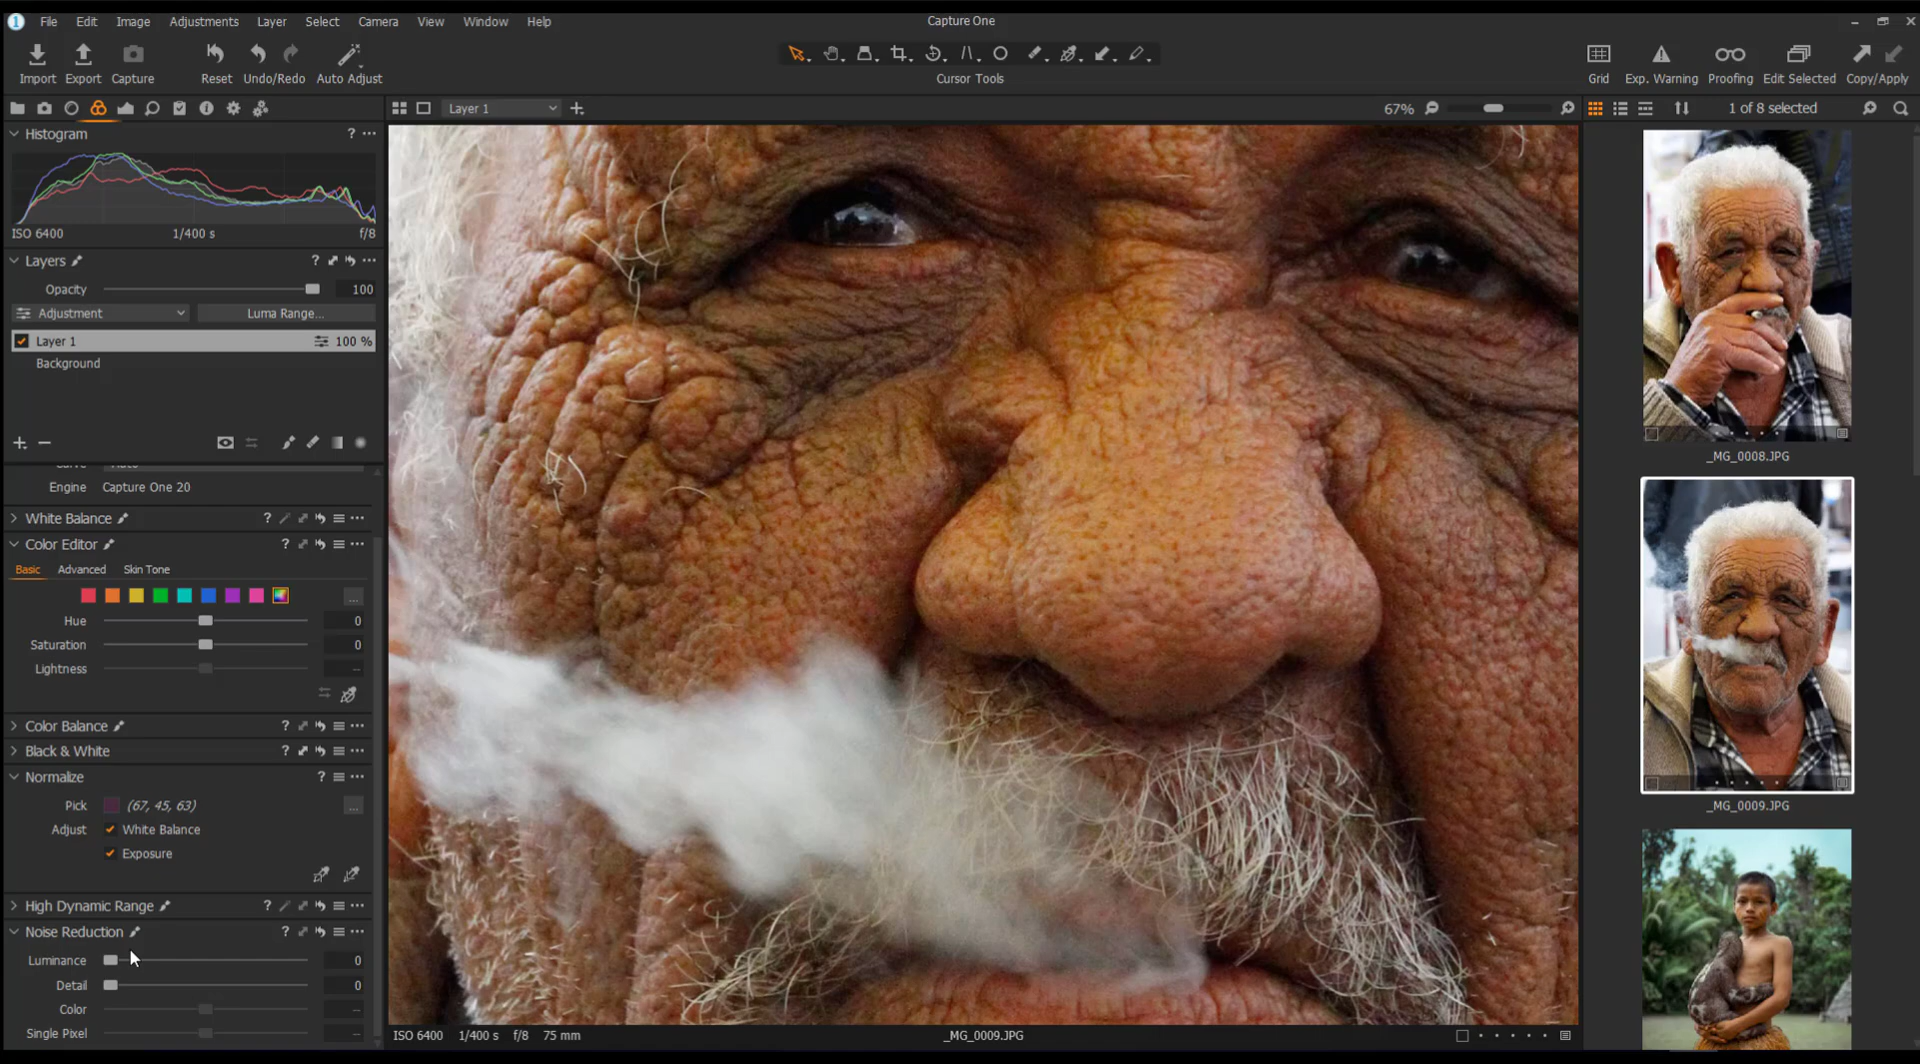 File Edit Image Adjustments Layer Select Camera View Window Help
Capture One
Import Export Capture Reset Undo/Redo Auto Adjust
Cursor Tools
Grid Exp. Warning Proofing Edit Selected Copy/Apply
Histogram
ISO 6400 1/400 s f/8
Layers
Opacity 100
Adjustment Luma Range...
Layer 1 100 %
Background
Curve Auto
Engine Capture One 20
White Balance
Color Editor
Basic Advanced Skin Tone
Hue 0
Saturation 0
Lightness --
Color Balance
Black & White
Normalize
Pick (67, 45, 63)
Adjust White Balance
Exposure
High Dynamic Range
Noise Reduction
Luminance 0
Detail 0
Color --
Single Pixel --
Layer 1
67%
ISO 6400 1/400 s f/8 75 mm
_MG_0009.JPG
1 of 8 selected
_MG_0008.JPG
_MG_0009.JPG